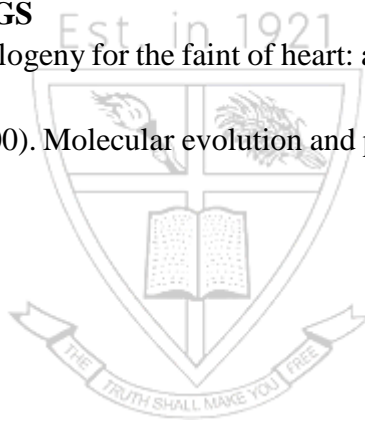 GS
Est. in 1921
logeny for the faint of heart: a
00). Molecular evolution and p
THE TRUTH SHALL MAKE YOU FREE